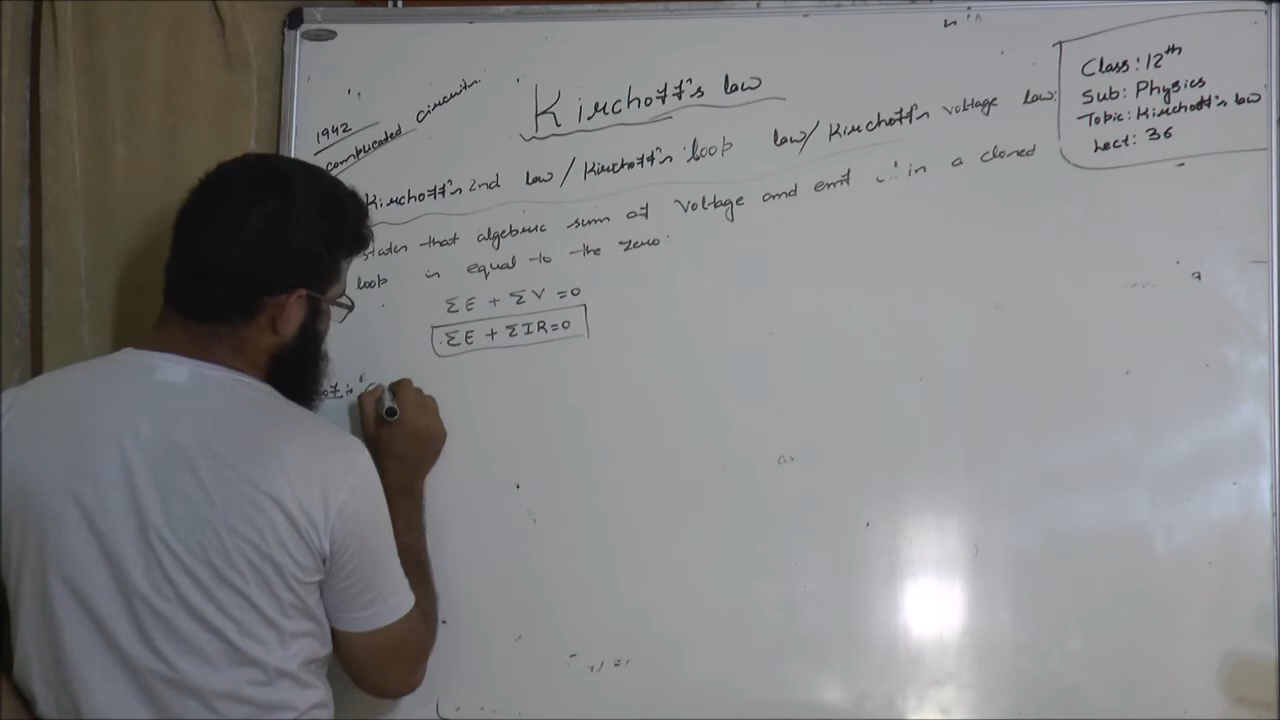 Kirchoff's law
Class: 12th
Sub: Physics
Topic: Kirchoff's law
Lect: 36
1942
complicated circuits.
Kirchoff's 2nd law / Kirchoff's loop law / Kirchoff's voltage law:
states that algebric sum of voltage and emf in a closed
loop is equal to the zero.
ΣE + ΣV = 0
ΣE + ΣIR = 0